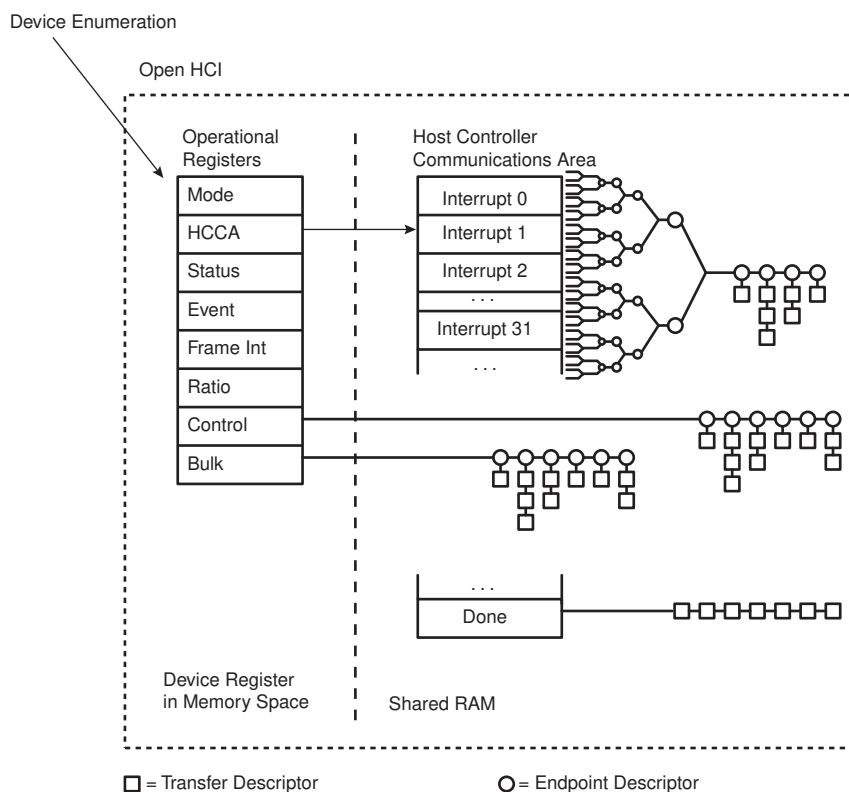 Device Enumeration
Open HCI
Operational
Registers
Mode
HCCA
Status
Event
Frame Int
Ratio
Control
Bulk
Host Controller
Communications Area
Interrupt 0
Interrupt 1
Interrupt 2
. . .
Interrupt 31
. . .
. . .
Done
Device Register
in Memory Space
Shared RAM
= Transfer Descriptor
= Endpoint Descriptor